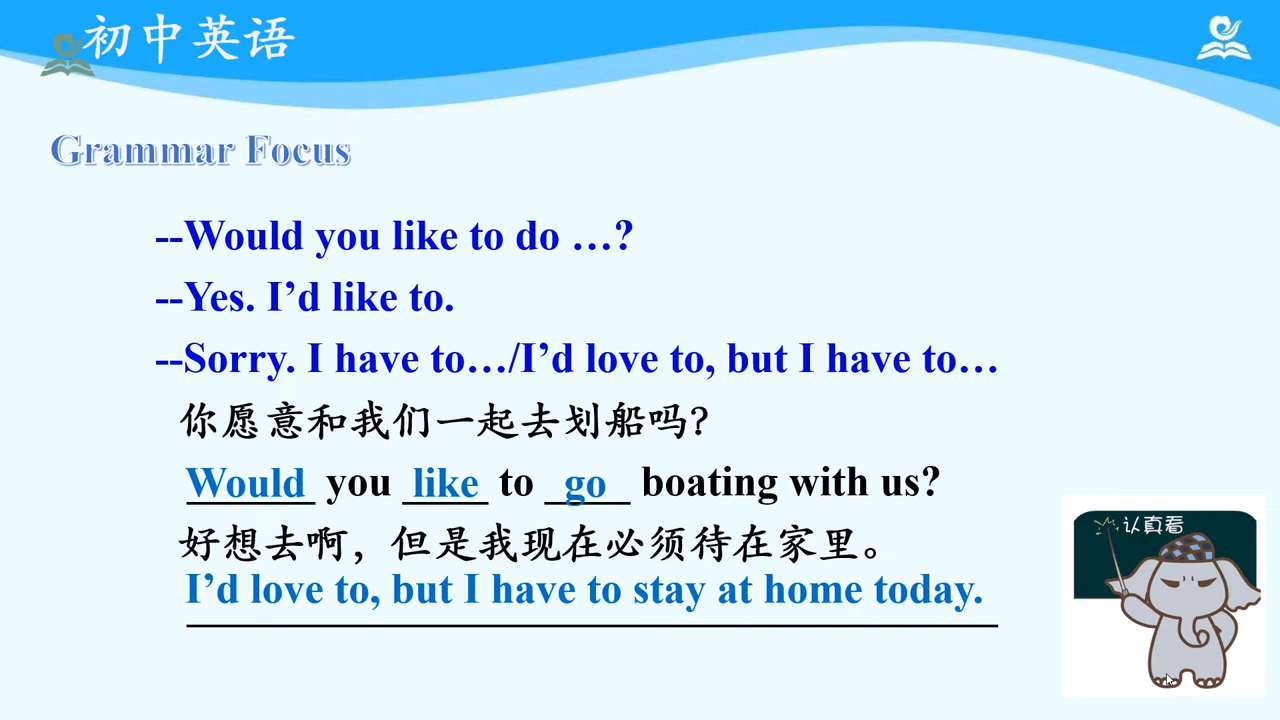 初中英语
Grammar Focus
--Would you like to do …?
--Yes. I’d like to.
--Sorry. I have to…/I’d love to, but I have to…
你愿意和我们一起去划船吗？
Would you like to go boating with us?
好想去啊，但是我现在必须待在家里。
I’d love to, but I have to stay at home today.
认真看